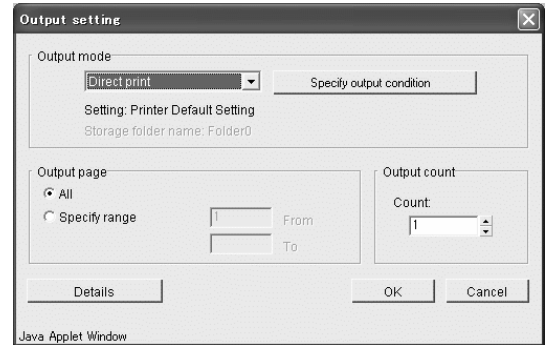 Output setting
Output mode
Direct print
Specify output condition
Setting: Printer Default Setting
Storage folder name: Folder0
Output page
All
Specify range
1
From
To
Output count
Count:
1
Details
OK
Cancel
Java Applet Window